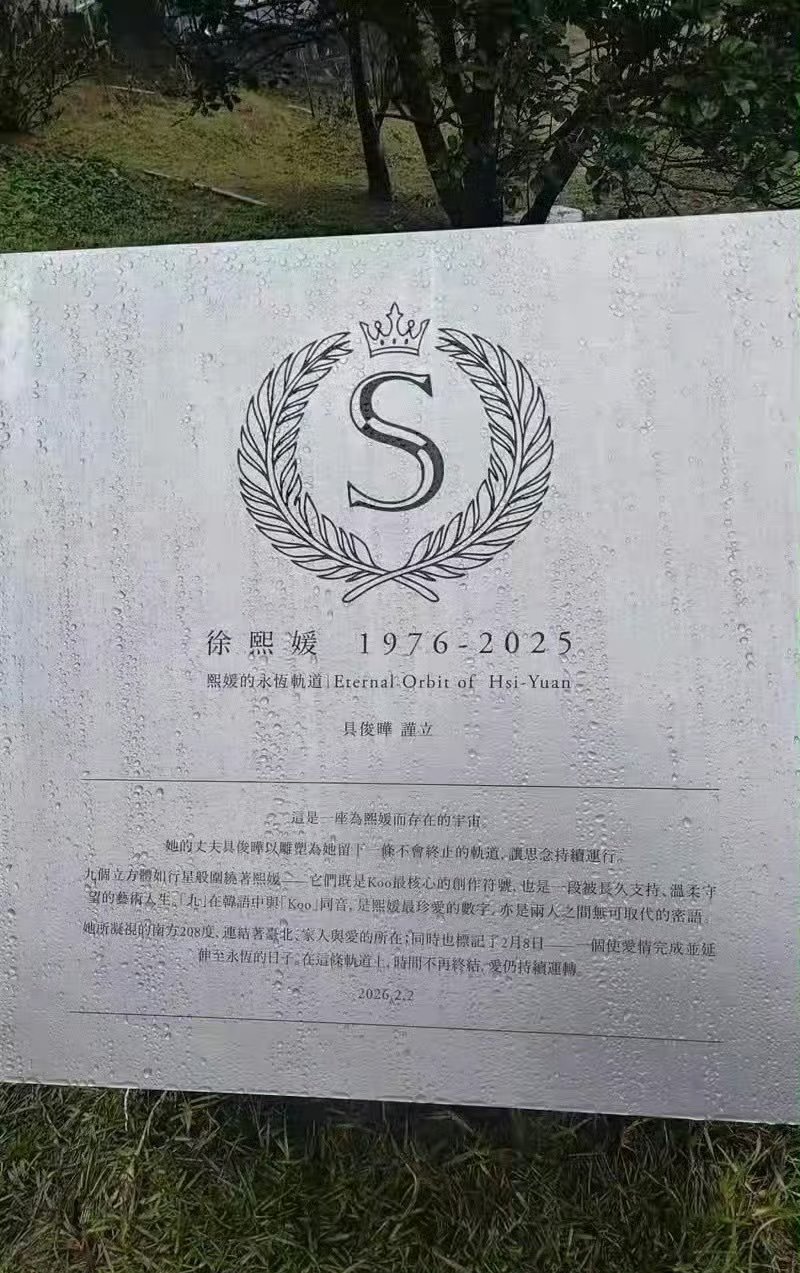 S
徐熙媛 1976-2025
熙媛的永恆軌道|Eternal Orbit of Hsi-Yuan
具俊曄 謹立
這是一座為熙媛而存在的宇宙。
她的丈夫具俊曄以雕塑為她留下一條不會終止的軌道,讓思念持續運行。
九個立方體如行星般圍繞著熙媛——它們既是Koo最核心的創作符號,也是一段被長久支持、溫柔守
望的藝術人生。「九」在韓語中與「Koo」同音,是熙媛最珍愛的數字,亦是兩人之間無可取代的密語。
她所凝視的南方208度,連結著臺北、家人與愛的所在;同時也標記了2月8日——一個使愛情完成並延
伸至永恆的日子。在這條軌道上,時間不再終結,愛仍持續運轉。
2026.2.2